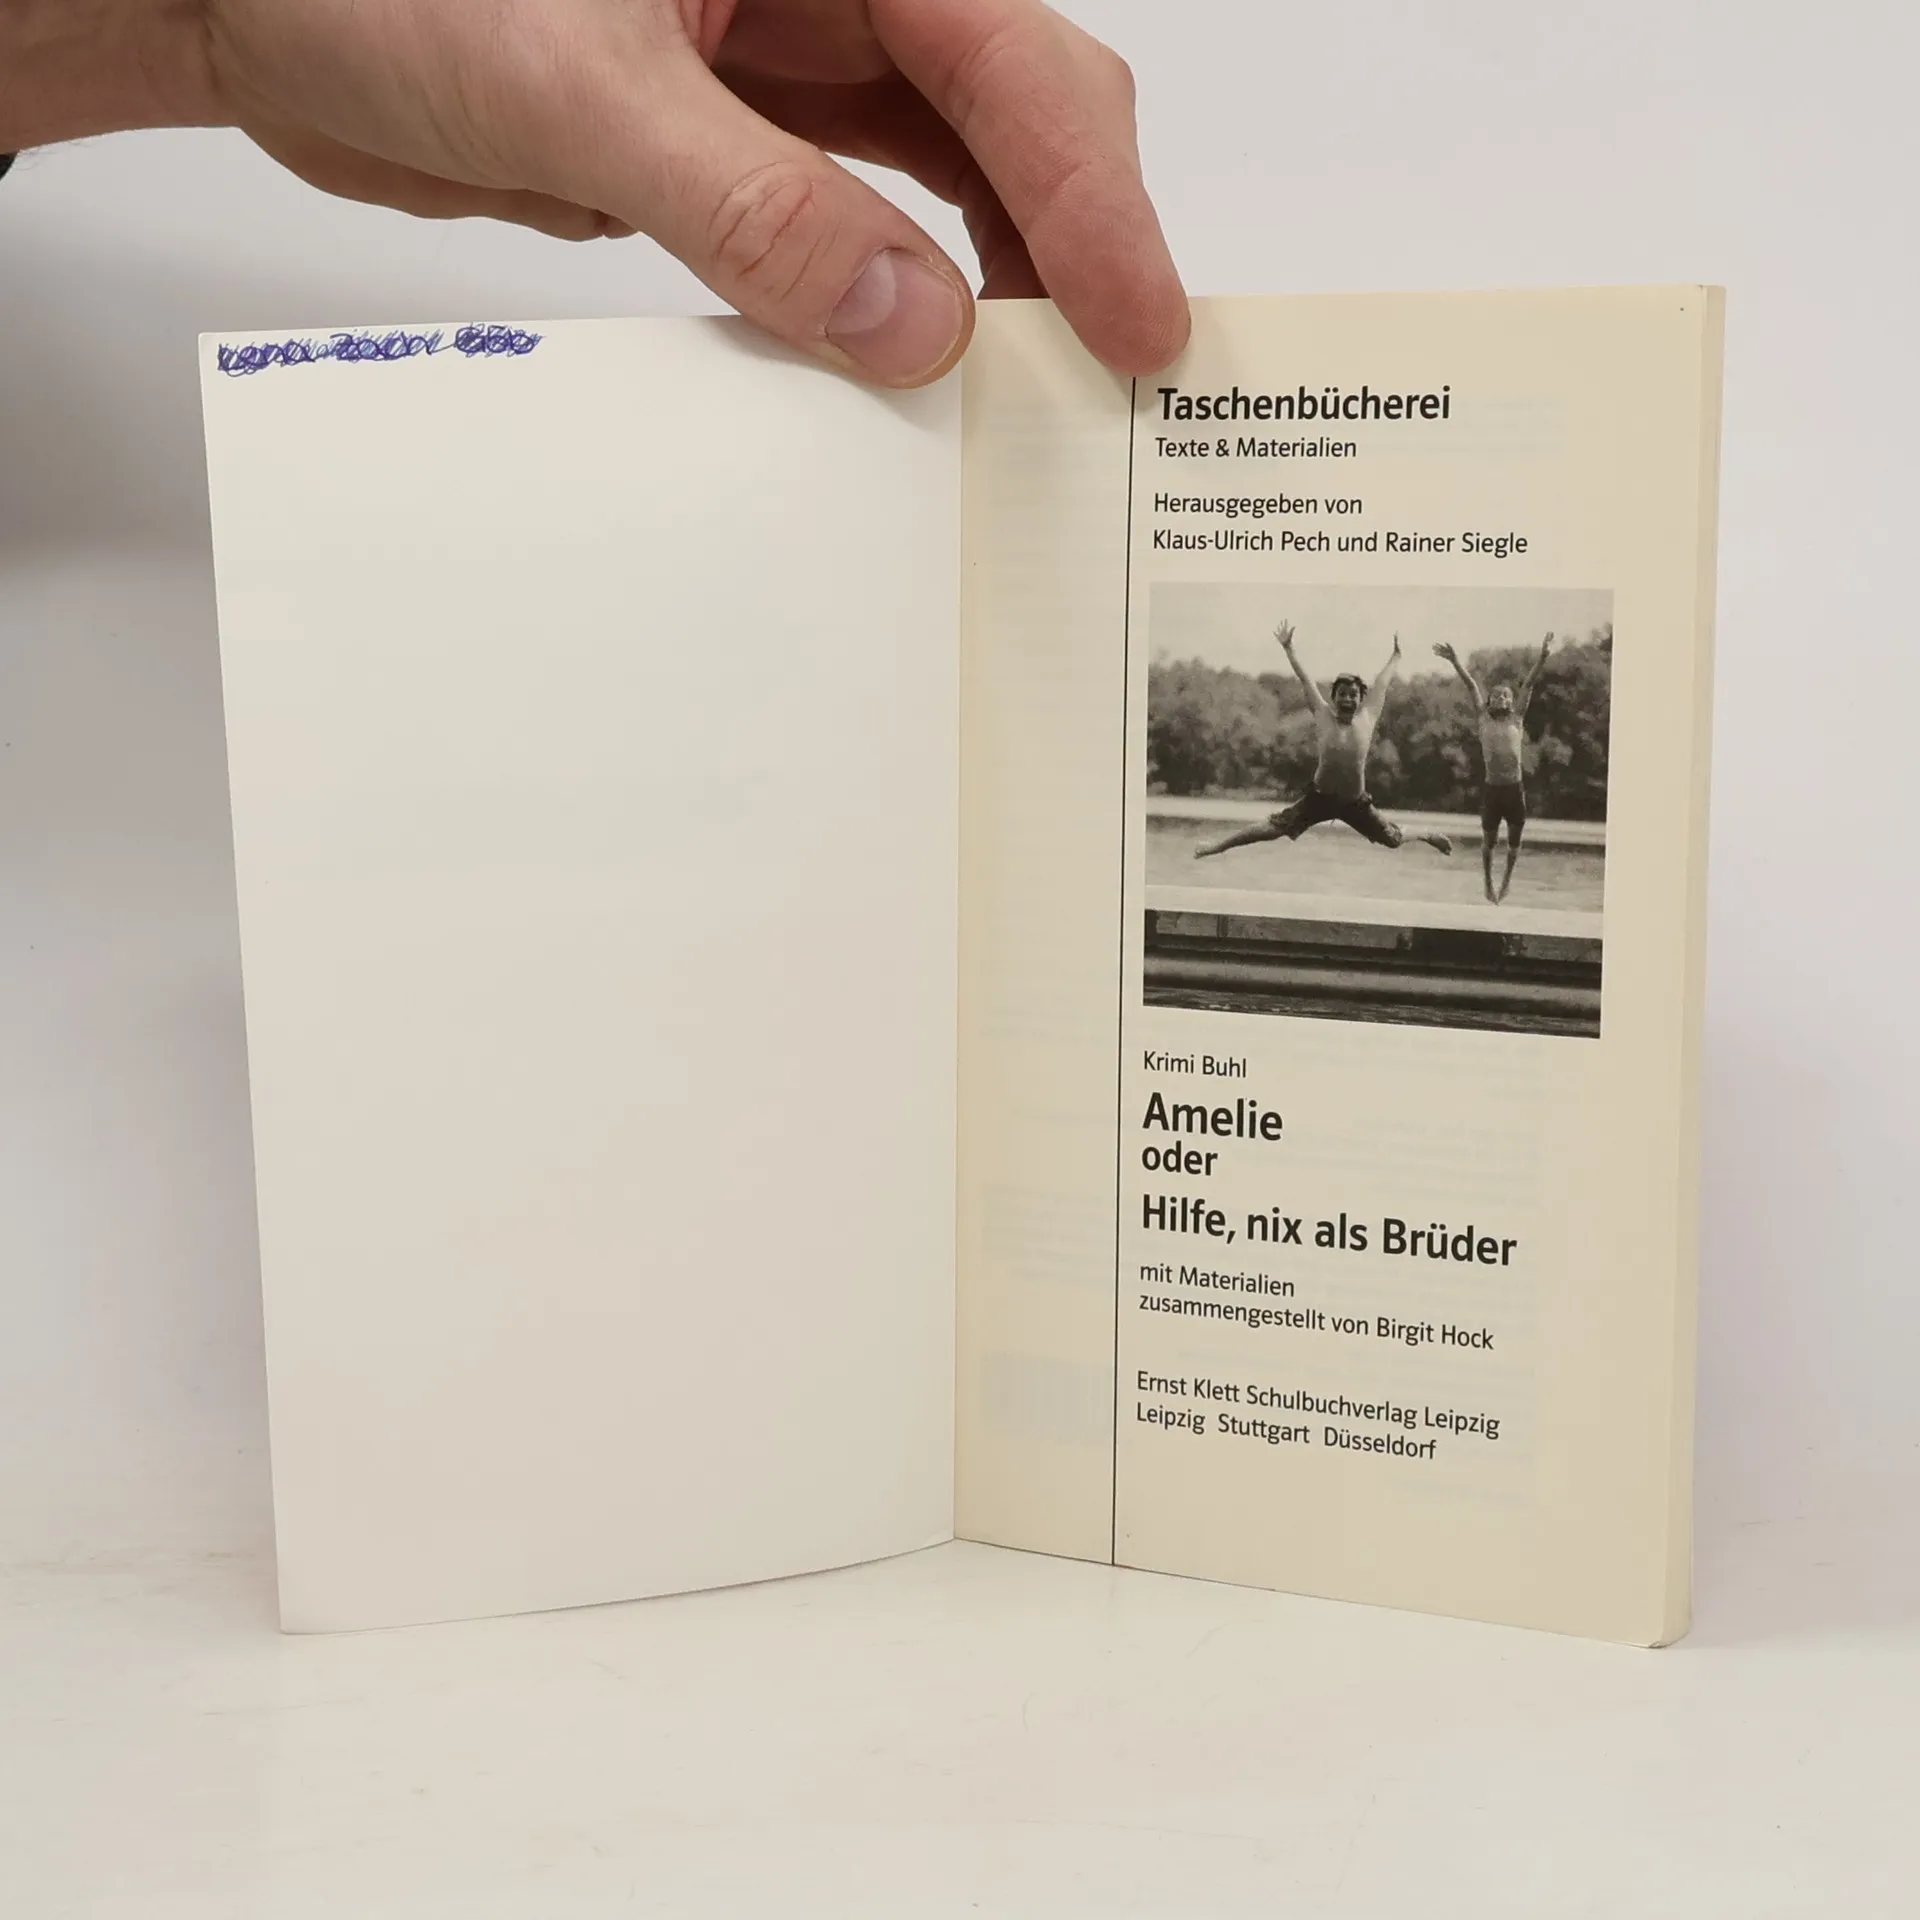 Taschenbücherei
Texte & Materialien
Herausgegeben von
Klaus-Ulrich Pech und Rainer Siegle
Krimi Buhl
Amelie
oder
Hilfe, nix als Brüder
mit Materialien
zusammengestellt von Birgit Hock
Ernst Klett Schulbuchverlag Leipzig
Leipzig Stuttgart Düsseldorf